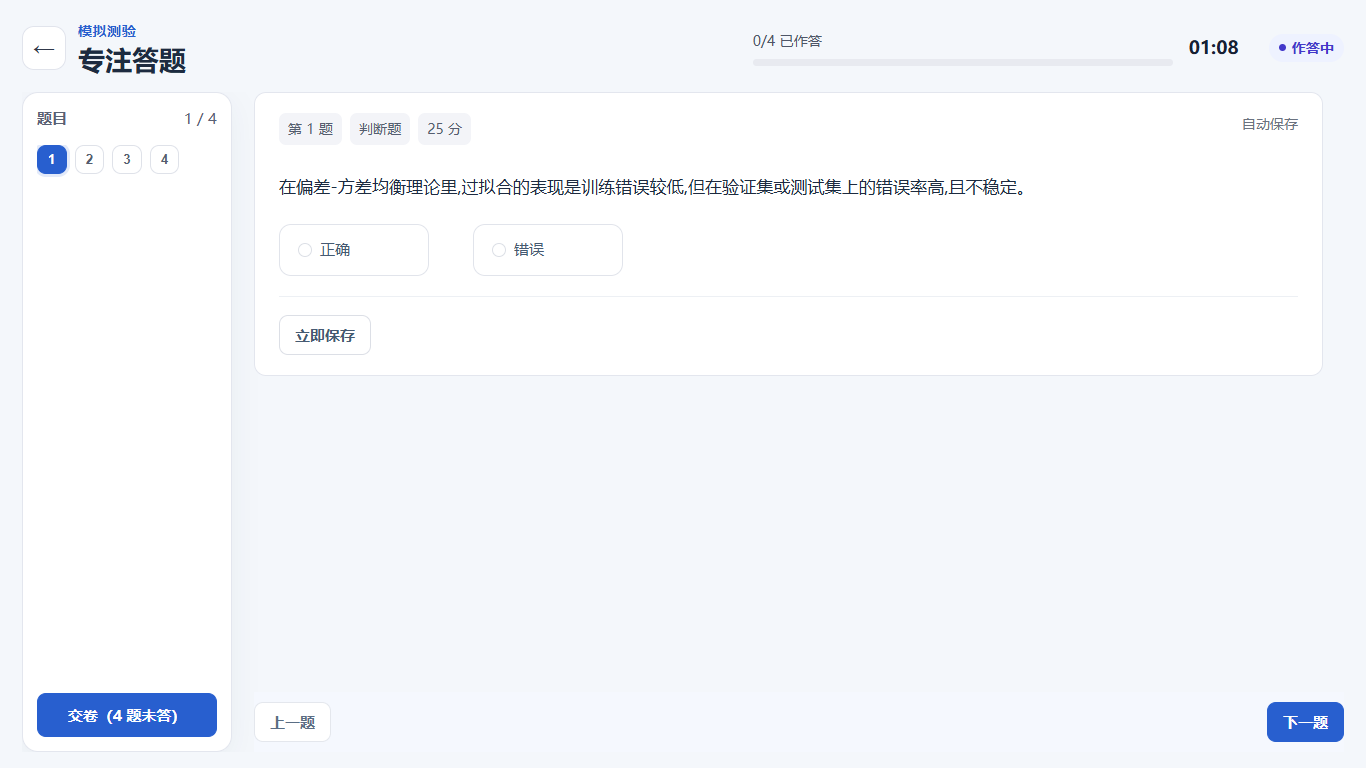 ←
模拟测验
专注答题
0/4 已作答
01:08
作答中
题目
1 / 4
1
2
3
4
交卷（4 题未答）
第 1 题
判断题
25 分
自动保存
在偏差-方差均衡理论里,过拟合的表现是训练错误较低,但在验证集或测试集上的错误率高,且不稳定。
正确
错误
立即保存
上一题
下一题